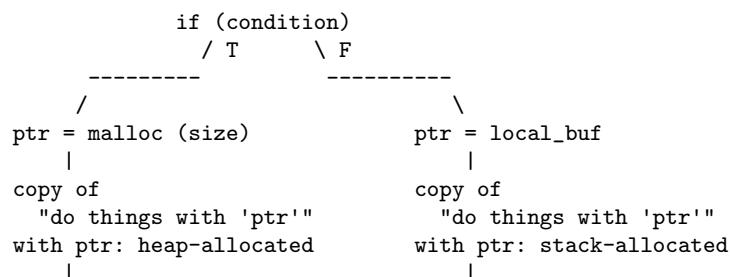 if (condition)
                        / T      \ F
              ---------          ----------
             /                             \
       ptr = malloc (size)              ptr = local_buf
           |                                |
       copy of                          copy of
         "do things with 'ptr'"           "do things with 'ptr'"
       with ptr: heap-allocated         with ptr: stack-allocated
           |                                |